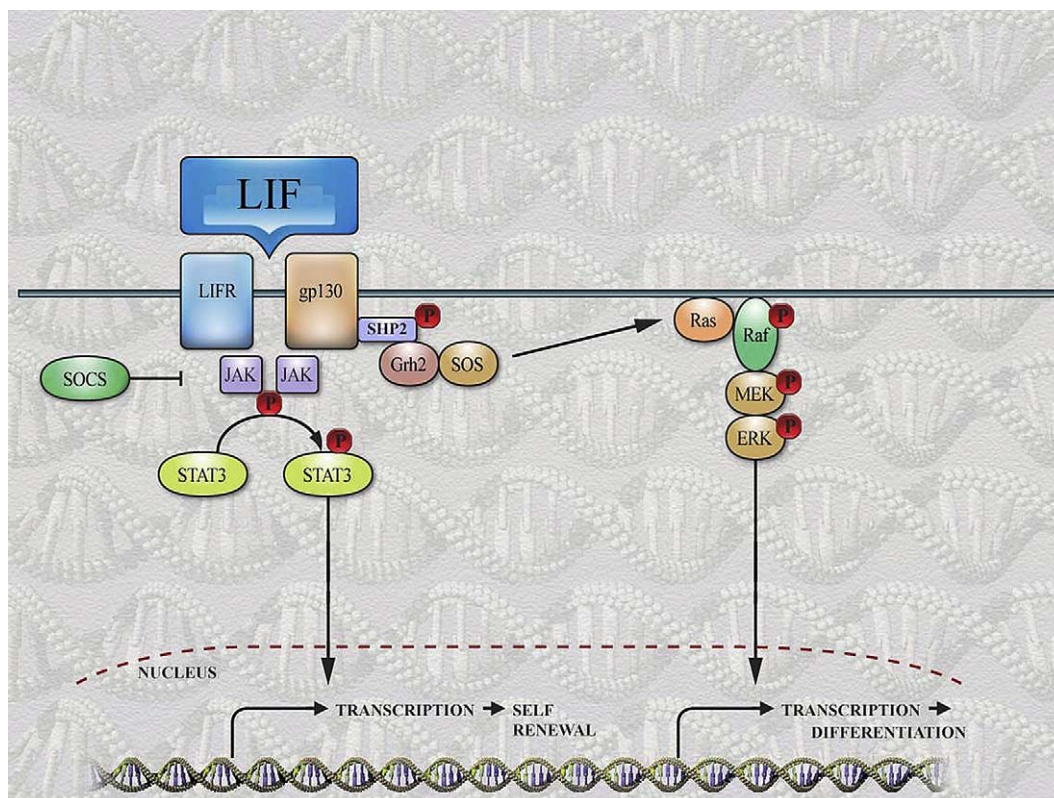 LIF
LIFR
gp130
SHP2
P
Grh2
SOS
SOCS
JAK
JAK
P
STAT3
P
STAT3
Ras
Raf
P
MEK
P
ERK
P
NUCLEUS
TRANSCRIPTION
SELF
RENEWAL
TRANSCRIPTION
DIFFERENTIATION